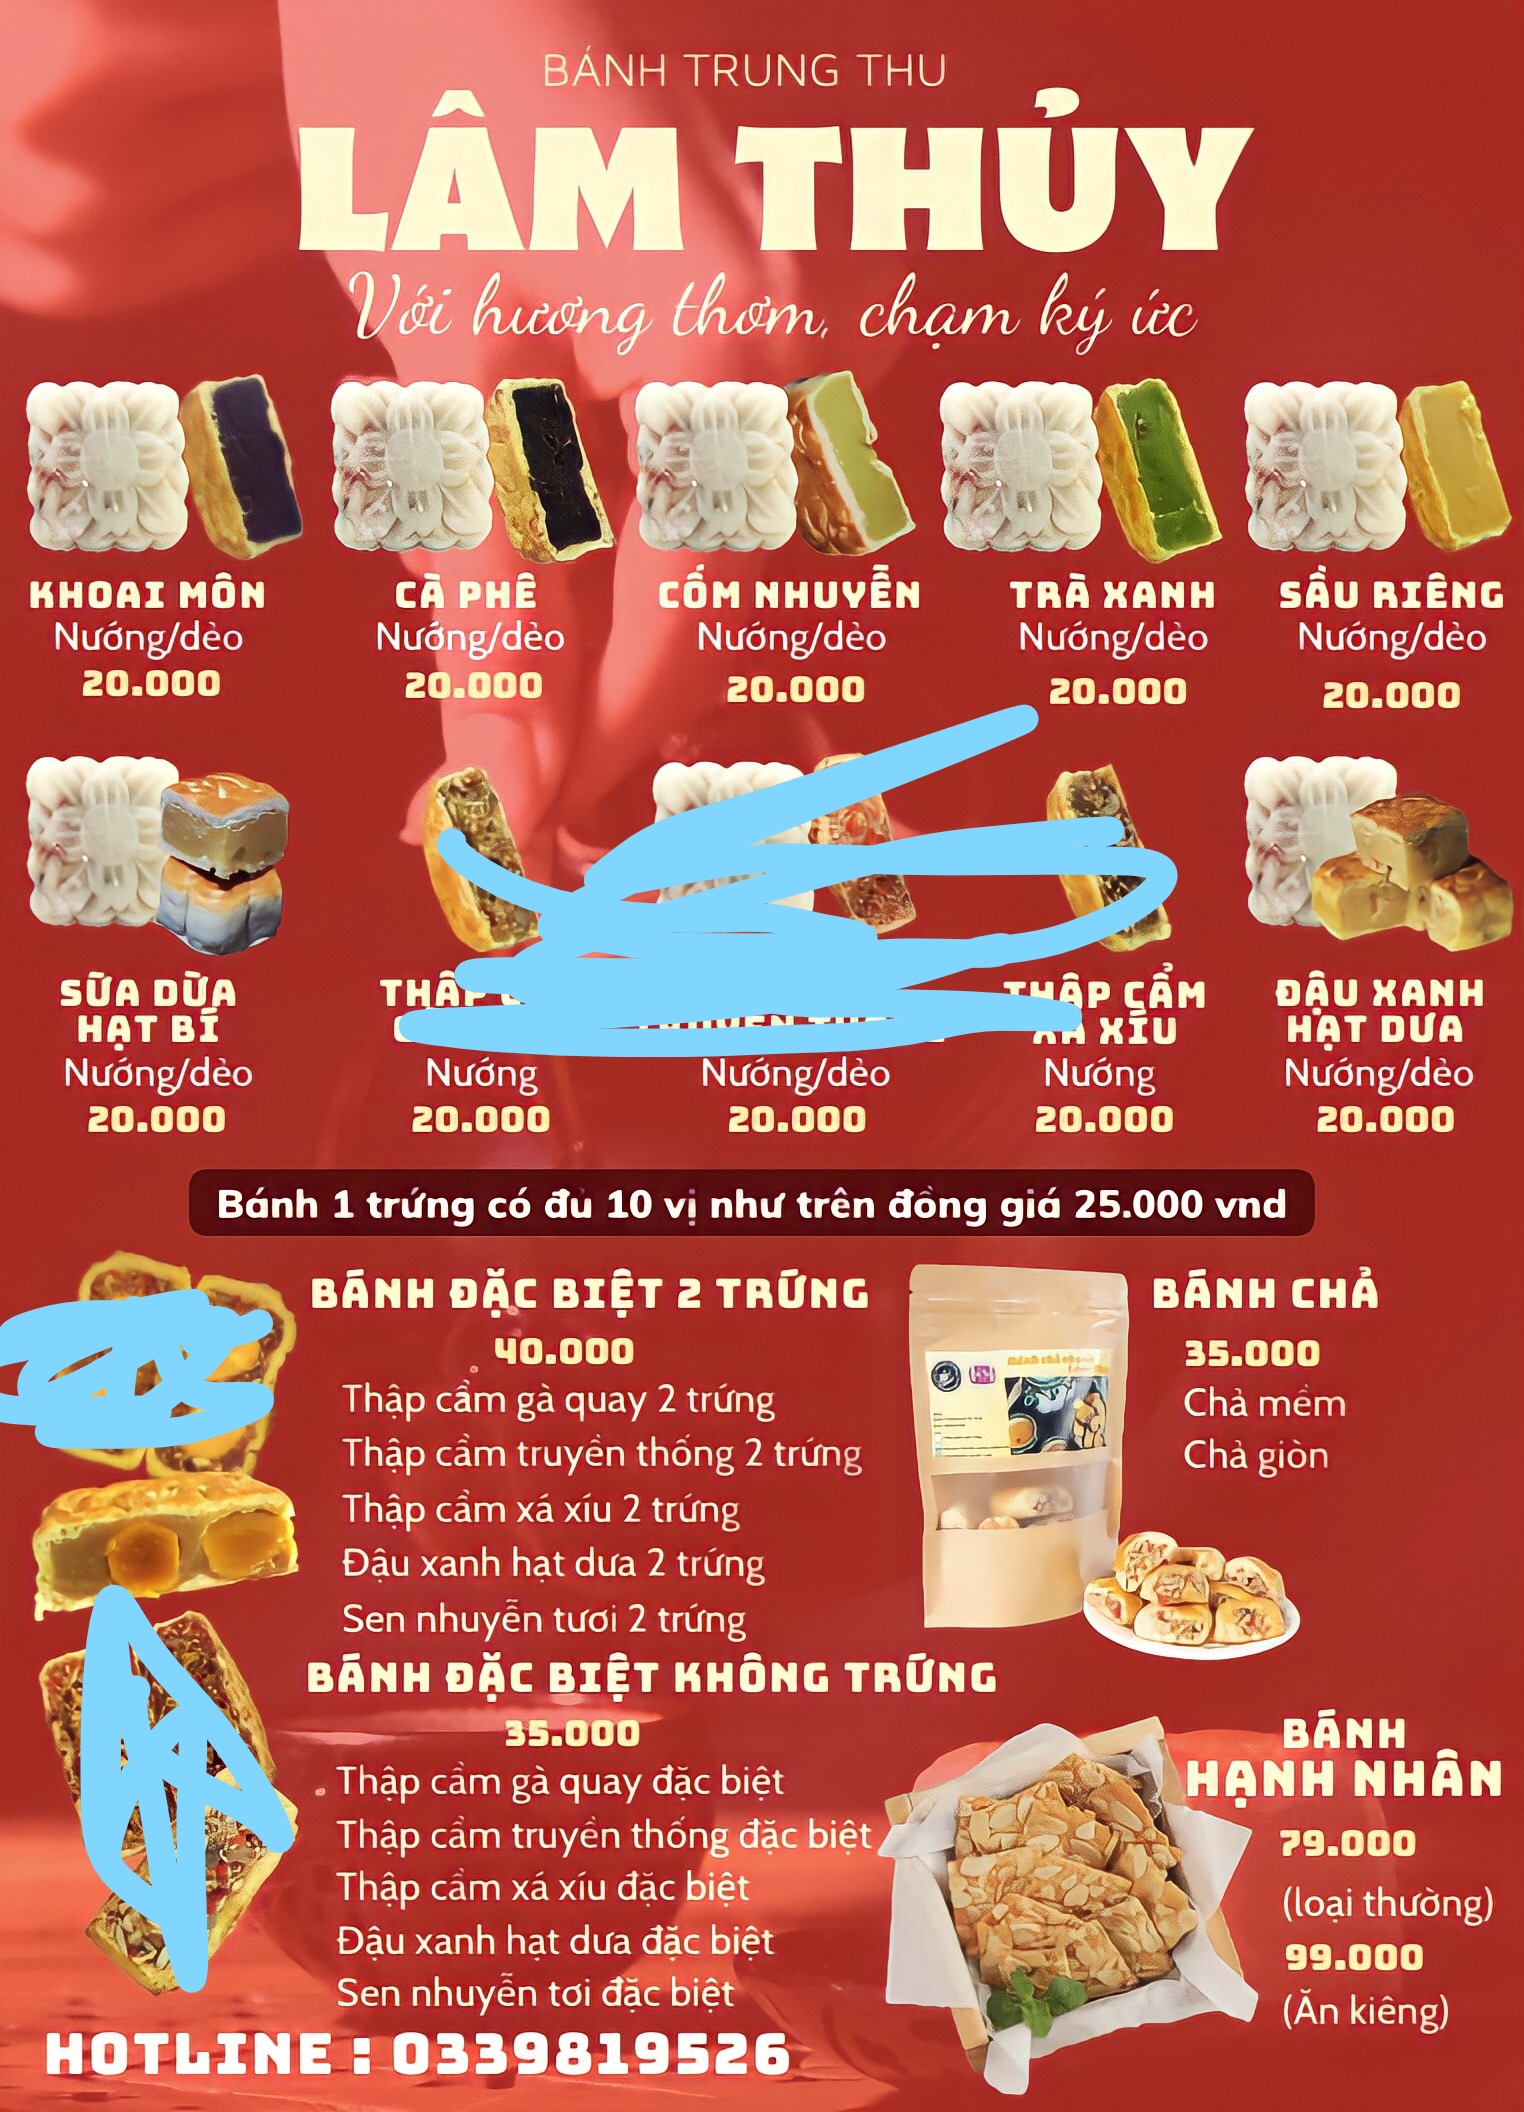 BÁNH TRUNG THU
LÂM THỦY
Với hương thơm, chạm ký ức
KHOAI MÔN
Nướng/dẻo
20.000
CÀ PHÊ
Nướng/dẻo
20.000
CỐM NHUYỄN
Nướng/dẻo
20.000
TRÀ XANH
Nướng/dẻo
20.000
SẦU RIÊNG
Nướng/dẻo
20.000
SỮA DỪA
HẠT BÍ
Nướng/dẻo
20.000
THẬP
Nướng
20.000
Nướng/dẻo
20.000
THẬP CẨM
XÁ XÍU
Nướng
20.000
ĐẬU XANH
HẠT DƯA
Nướng/dẻo
20.000
Bánh 1 trứng có đủ 10 vị như trên đồng giá 25.000 vnd
BÁNH ĐẶC BIỆT 2 TRỨNG
40.000
Thập cẩm gà quay 2 trứng
Thập cẩm truyền thống 2 trứng
Thập cẩm xá xíu 2 trứng
Đậu xanh hạt dưa 2 trứng
Sen nhuyễn tươi 2 trứng
BÁNH CHẢ
35.000
Chả mềm
Chả giòn
BÁNH ĐẶC BIỆT KHÔNG TRỨNG
35.000
Thập cẩm gà quay đặc biệt
Thập cẩm truyền thống đặc biệt
Thập cẩm xá xíu đặc biệt
Đậu xanh hạt dưa đặc biệt
Sen nhuyễn tơi đặc biệt
BÁNH
HẠNH NHÂN
79.000
(loại thường)
99.000
(Ăn kiêng)
HOTLINE : 0339819526